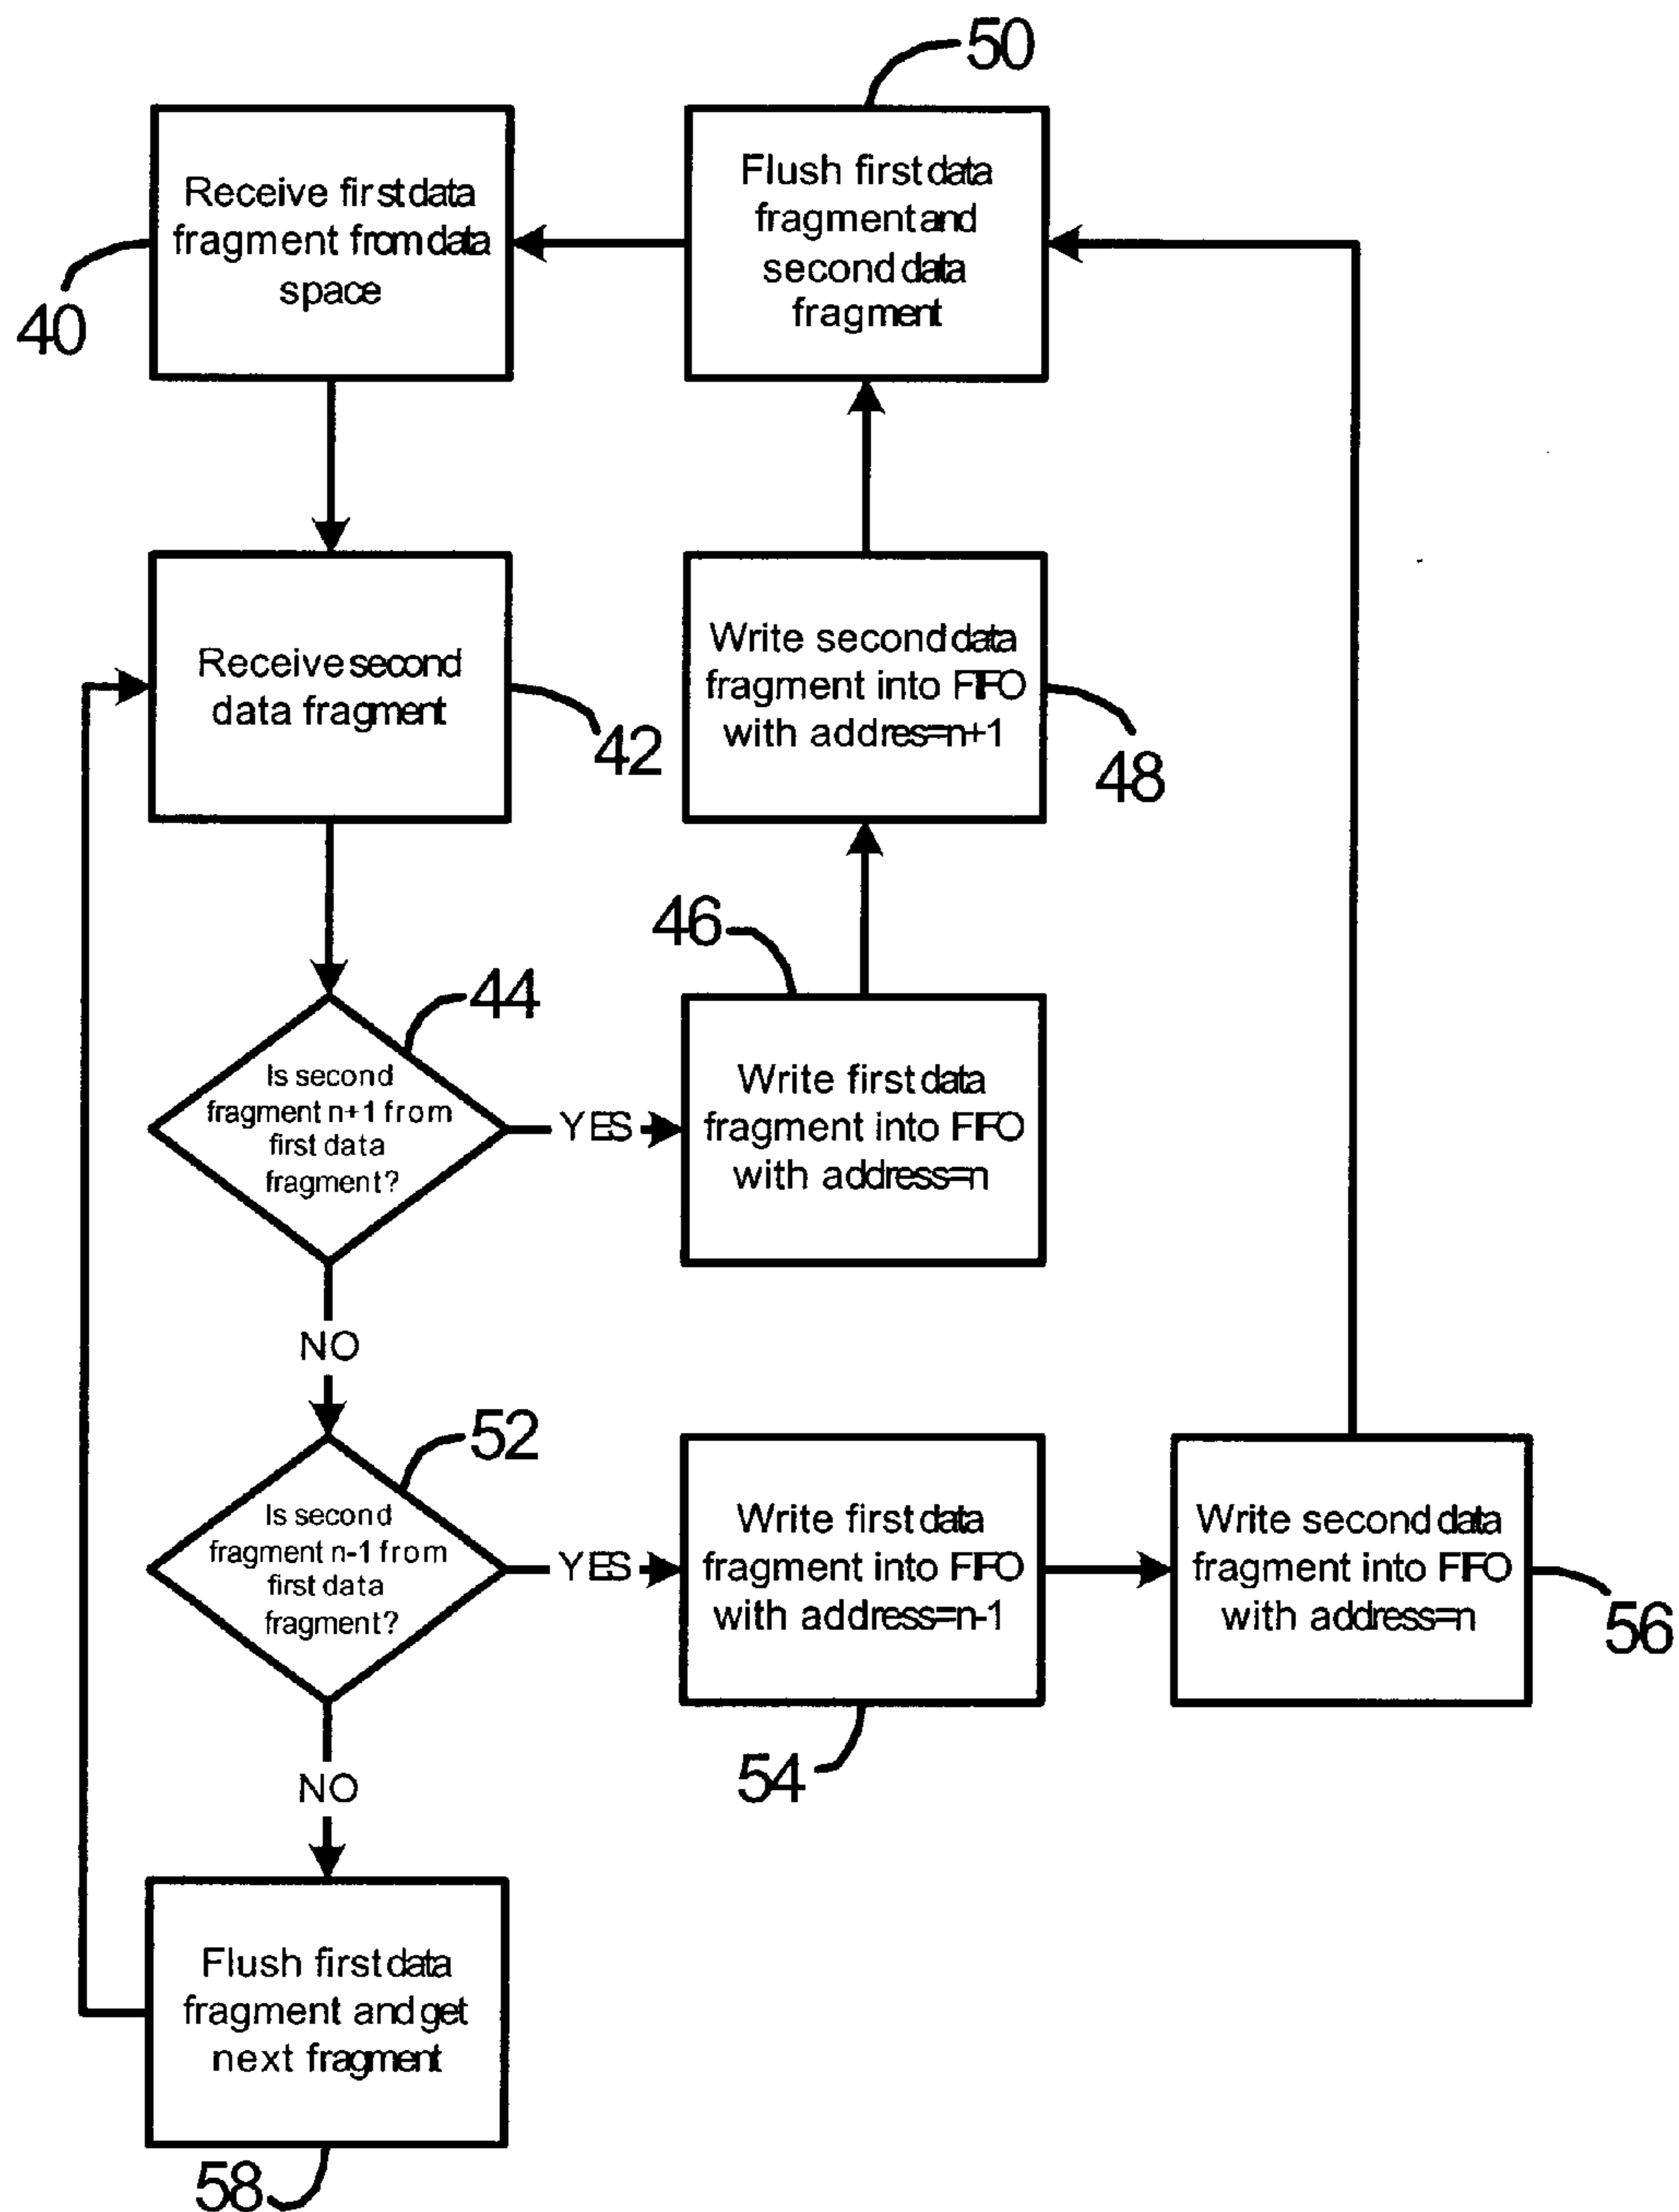 50
Receive first data
fragment from data
space
40
Flush first data
fragment and
second data
fragment
Receive second
data fragment
42
Write second data
fragment into FIFO
with addres=n+1
48
46
44
Is second
fragment n+1 from
first data
fragment?
YES
Write first data
fragment into FIFO
with address=n
NO
52
Is second
fragment n-1 from
first data
fragment?
YES
Write first data
fragment into FIFO
with address=n-1
54
Write second data
fragment into FIFO
with address=n
56
NO
Flush first data
fragment and get
next fragment
58